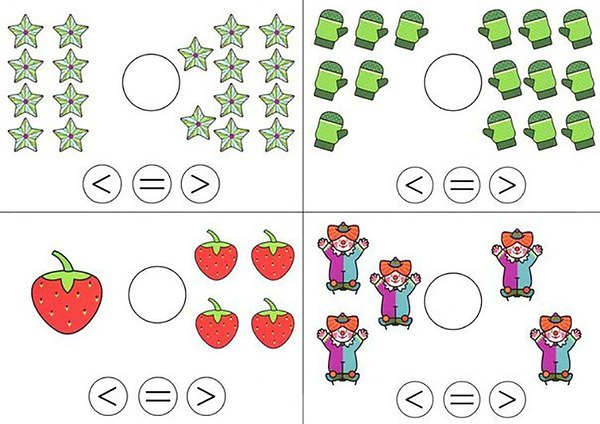 < = >
< = >
< = >
< = >